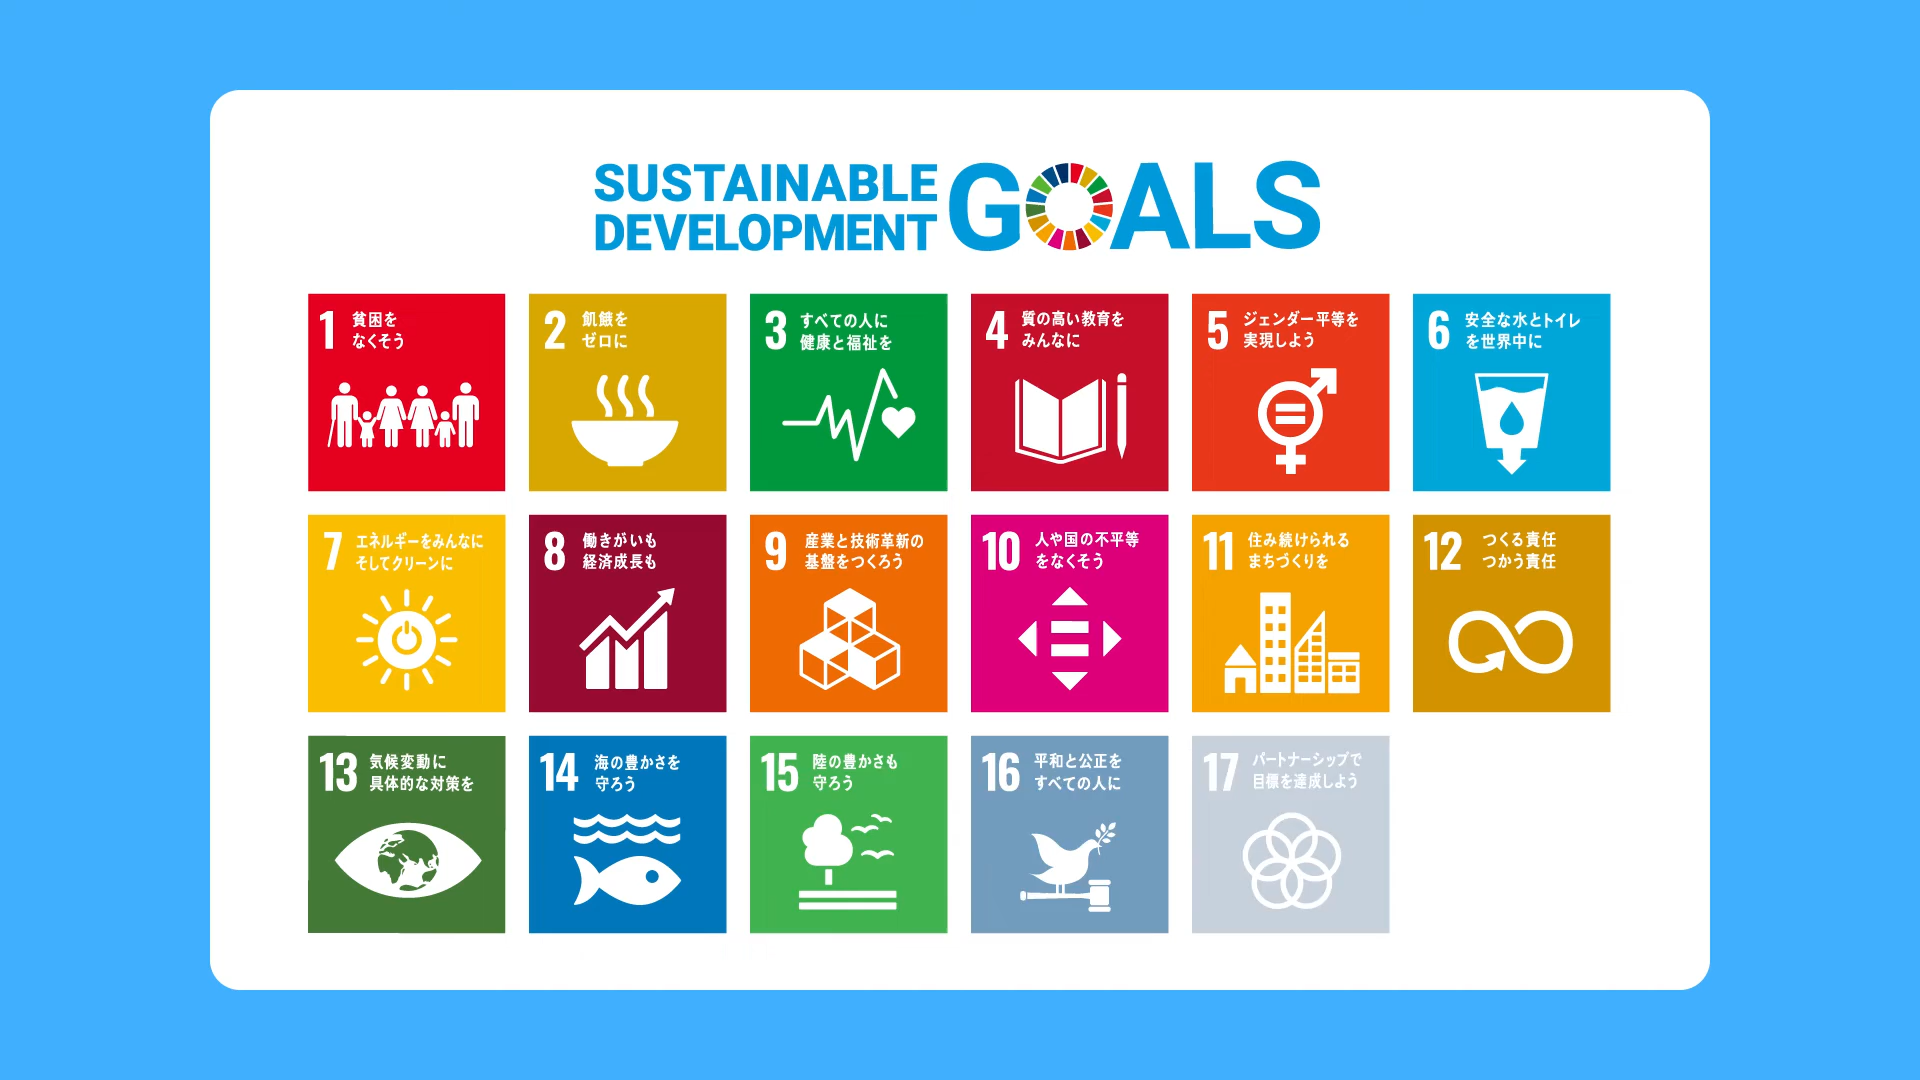 SUSTAINABLE
DEVELOPMENT
GOALS
1 貧困を
なくそう
2 飢餓を
ゼロに
3 すべての人に
健康と福祉を
4 質の高い教育を
みんなに
5 ジェンダー平等を
実現しよう
6 安全な水とトイレ
を世界中に
7 エネルギーをみんなに
そしてクリーンに
8 働きがいも
経済成長も
9 産業と技術革新の
基盤をつくろう
10 人や国の不平等
をなくそう
11 住み続けられる
まちづくりを
12 つくる責任
つかう責任
13 気候変動に
具体的な対策を
14 海の豊かさを
守ろう
15 陸の豊かさも
守ろう
16 平和と公正を
すべての人に
17 パートナーシップで
目標を達成しよう